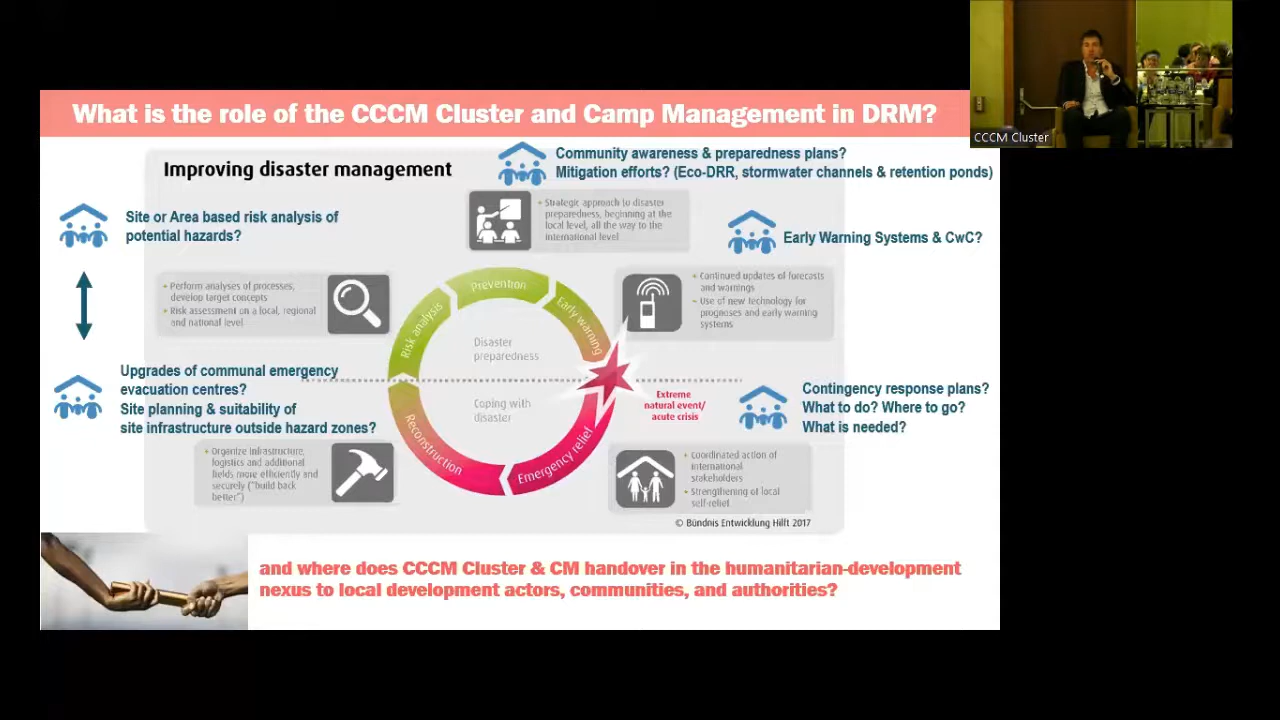 What is the role of the CCCM Cluster and Camp Management in DRM?
CCCM Cluster
Improving disaster management
Community awareness & preparedness plans?
Mitigation efforts? (Eco-DRR, stormwater channels & retention ponds)
Site or Area based risk analysis of
potential hazards?
• Strategic approach to disaster
preparedness, beginning at the
local level, all the way to the
international level
Early Warning Systems & CwC?
• Perform analyses of processes,
develop target concepts
• Risk assessment on a local, regional
and national level
• Continued updates of forecasts
and warnings
• Use of new technology for
prognoses and early warning
systems
Risk analysis
Prevention
Early warning
Disaster
preparedness
Upgrades of communal emergency
evacuation centres?
Site planning & suitability of
site infrastructure outside hazard zones?
Coping with
disaster
Extreme
natural event/
acute crisis
Contingency response plans?
What to do? Where to go?
What is needed?
Reconstruction
Emergency relief
• Organize infrastructure,
logistics and additional
fields more efficiently and
securely ("build back
better")
• Coordinated action of
international
stakeholders
• Strengthening of local
self-relief
© Bündnis Entwicklung Hilft 2017
and where does CCCM Cluster & CM handover in the humanitarian-development
nexus to local development actors, communities, and authorities?